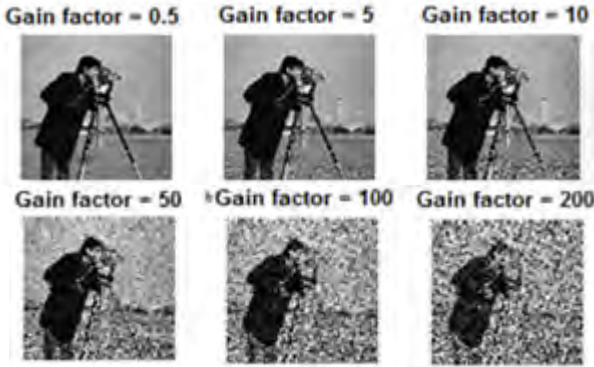 Gain factor = 0.5
Gain factor = 5
Gain factor = 10
Gain factor = 50
Gain factor = 100
Gain factor = 200